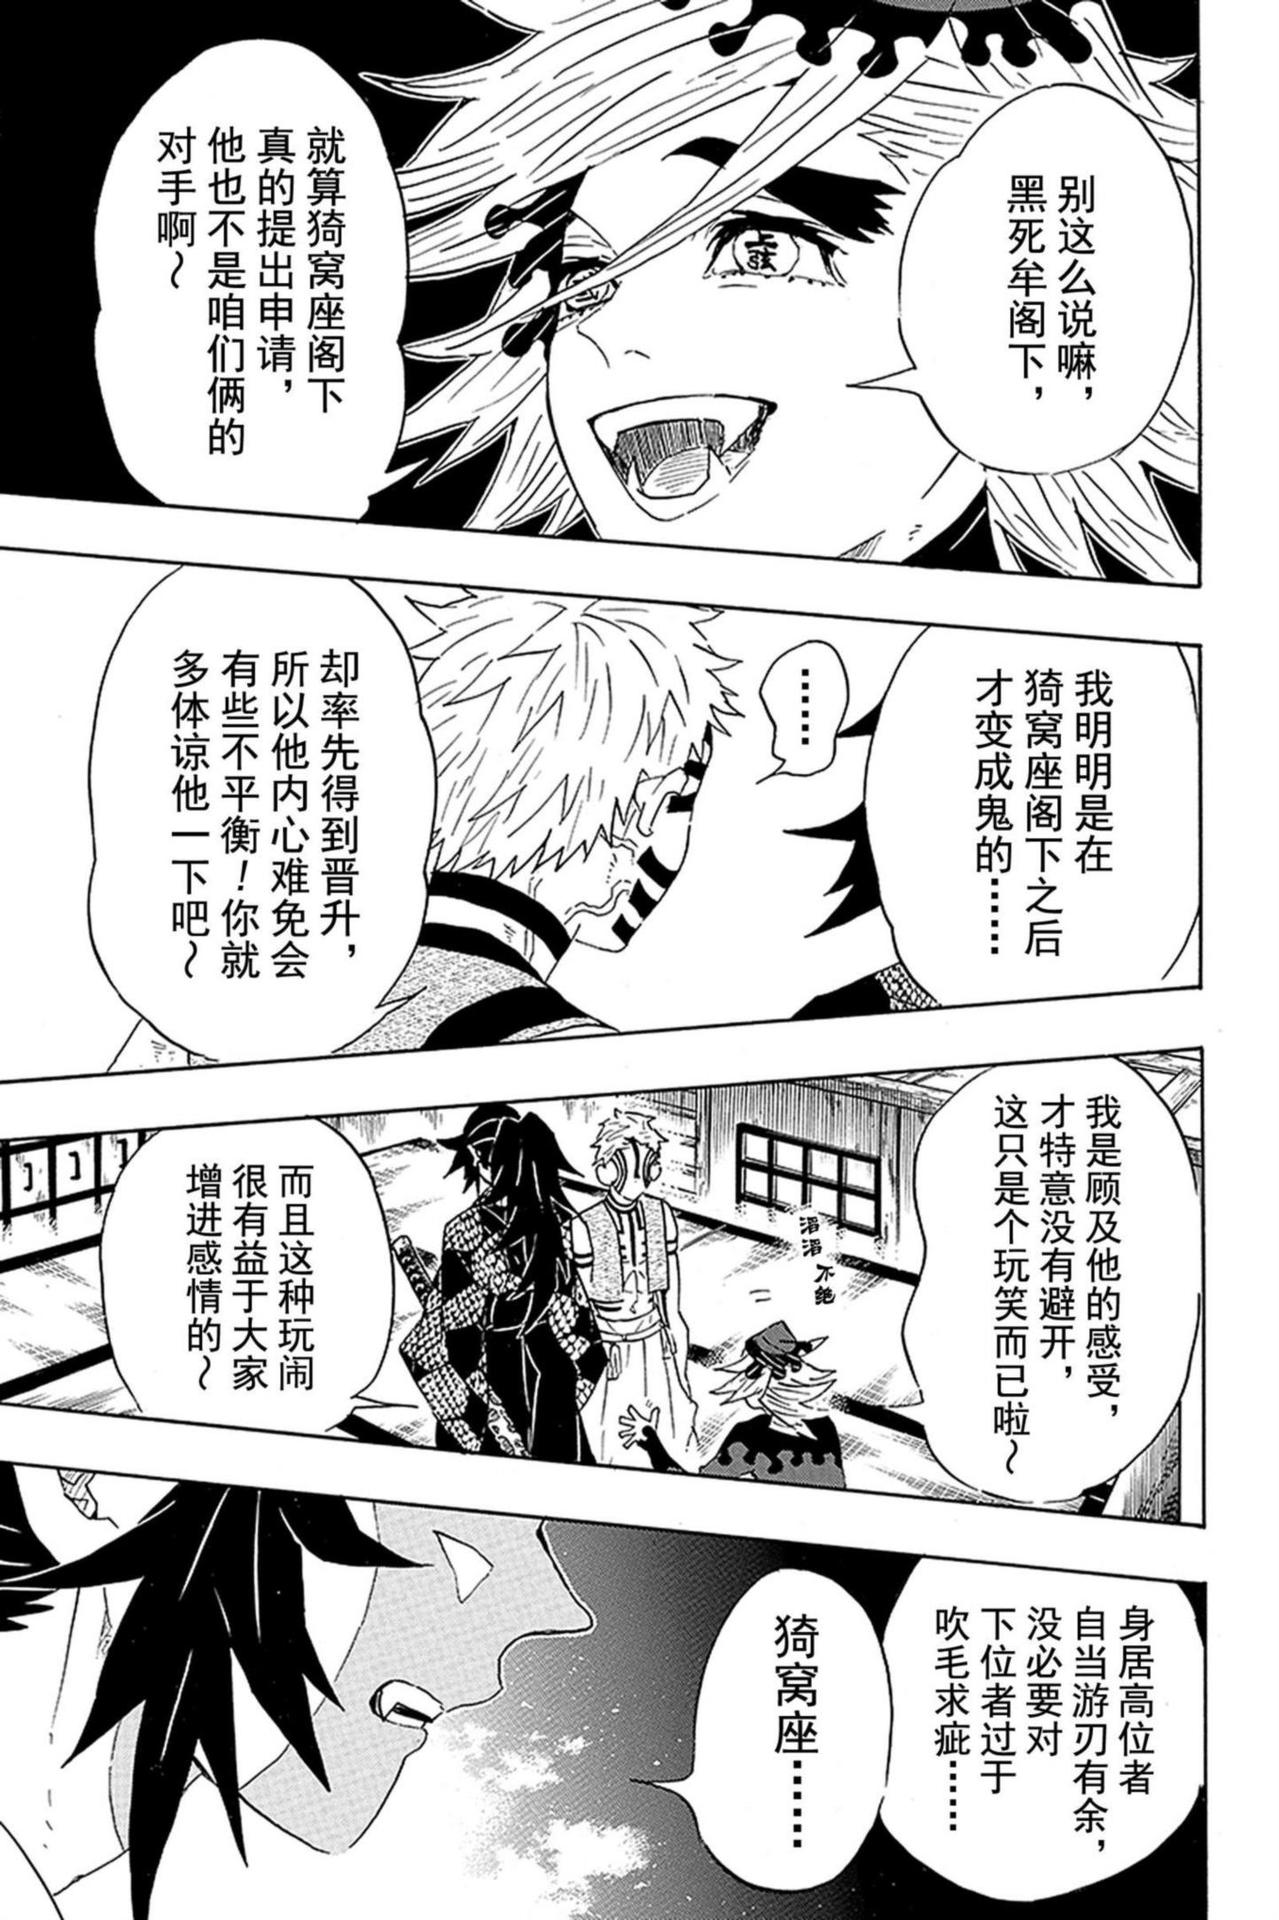 别这么说嘛，
黑死牟阁下，
就算猗窝座阁下
真的提出申请，
他也不是咱们俩的
对手啊～
上弦
我明明是在
猗窝座阁下之后
才变成鬼的……
……
却率先得到晋升，
所以他内心难免会
有些不平衡！你就
多体谅他一下吧～
我是顾及他的感受，
才特意没有避开，
这只是个玩笑而已啦～
滔滔不绝
而且这种玩闹
很有益于大家
增进感情的～
身居高位者
自当游刃有余，
没必要对
下位者过于
吹毛求疵……
猗窝座……